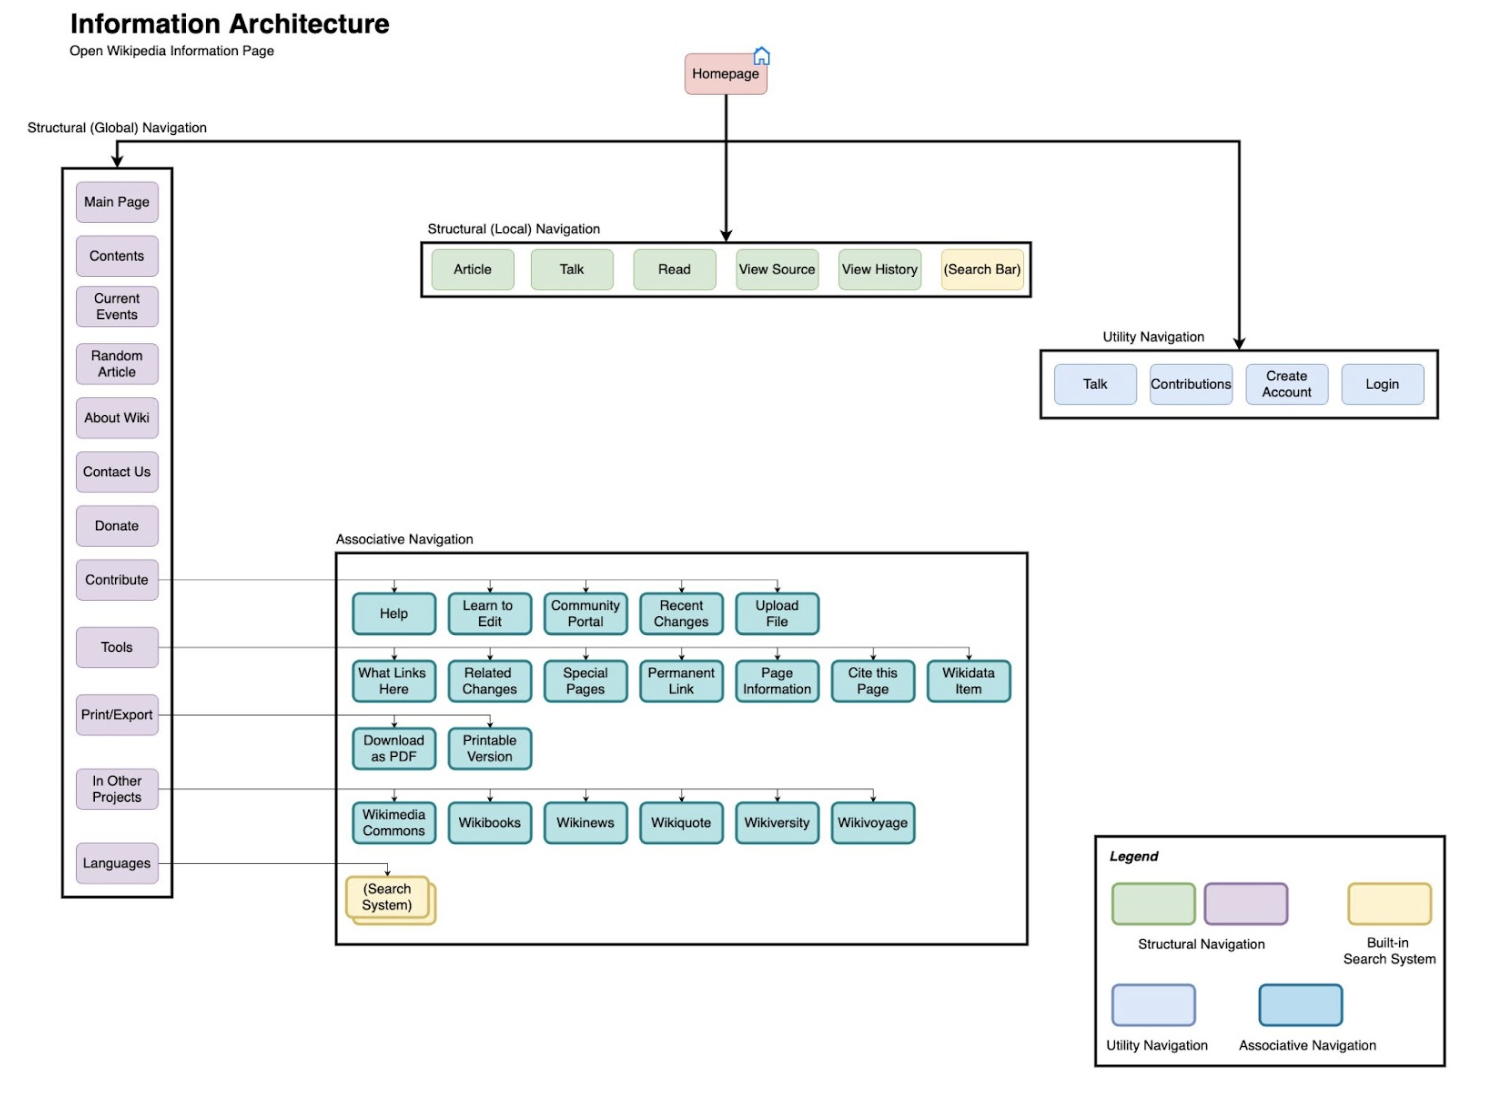 Information Architecture
Open Wikipedia Information Page
Homepage
Structural (Global) Navigation
Main Page
Contents
Current
Events
Random
Article
About Wiki
Contact Us
Donate
Contribute
Tools
Print/Export
In Other
Projects
Languages
Structural (Local) Navigation
Article
Talk
Read
View Source
View History
(Search Bar)
Utility Navigation
Talk
Contributions
Create
Account
Login
Associative Navigation
Help
Learn to
Edit
Community
Portal
Recent
Changes
Upload
File
What Links
Here
Related
Changes
Special
Pages
Permanent
Link
Page
Information
Cite this
Page
Wikidata
Item
Download
as PDF
Printable
Version
Wikimedia
Commons
Wikibooks
Wikinews
Wikiquote
Wikiversity
Wikivoyage
(Search
System)
Legend
Structural Navigation
Built-in
Search System
Utility Navigation
Associative Navigation